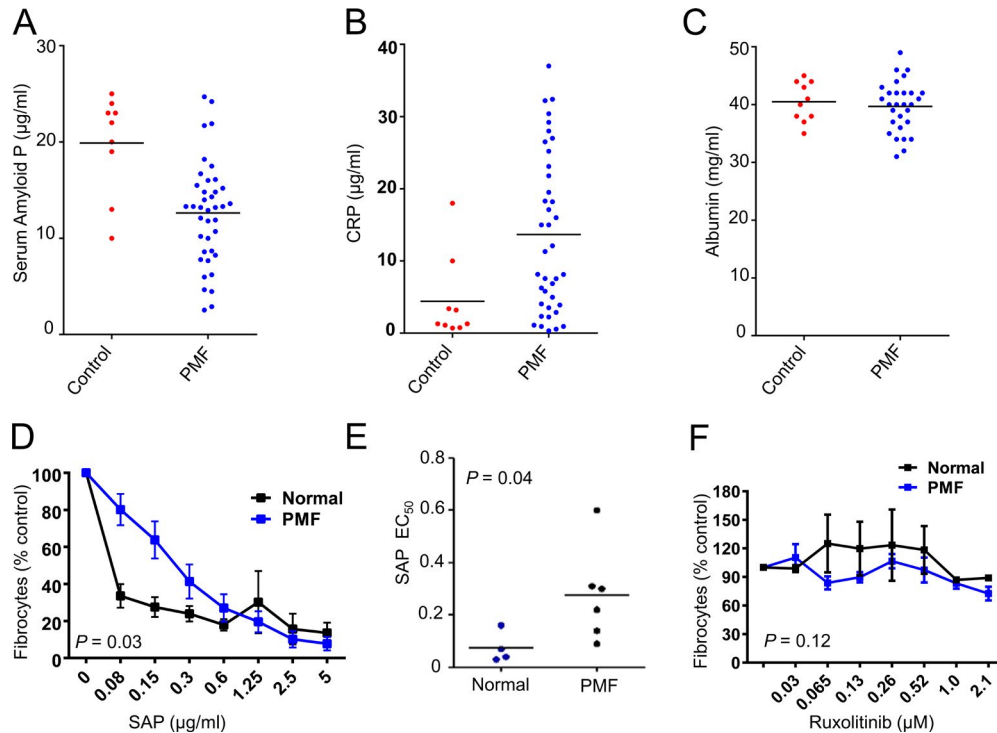 A
Serum Amyloid P (µg/ml)
30
20
10
0
Control
PMF
B
CRP (µg/ml)
40
30
20
10
0
Control
PMF
C
Albumin (mg/ml)
50
40
30
20
10
0
Control
PMF
D
Fibrocytes (% control)
100
80
60
40
20
0
Normal
PMF
P = 0.03
0
0.08
0.15
0.3
0.6
1.25
2.5
5
SAP (µg/ml)
E
SAP EC50
0.8
0.6
0.4
0.2
0
P = 0.04
Normal
PMF
F
Normal
PMF
Fibrocytes (% control)
180
150
120
90
60
30
0
P = 0.12
0.03
0.065
0.13
0.26
0.52
1.0
2.1
Ruxolitinib (µM)